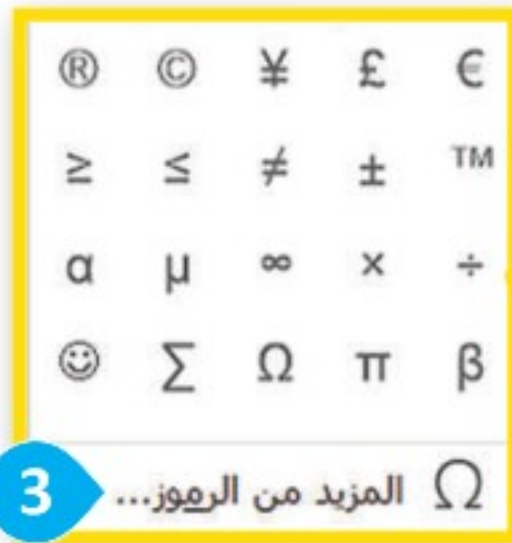 € £ ¥ © ®
™ ± ≠ ≤ ≥
÷ × ∞ µ α
β π Ω ∑ ☺
Ω المزيد من الرموز...
3